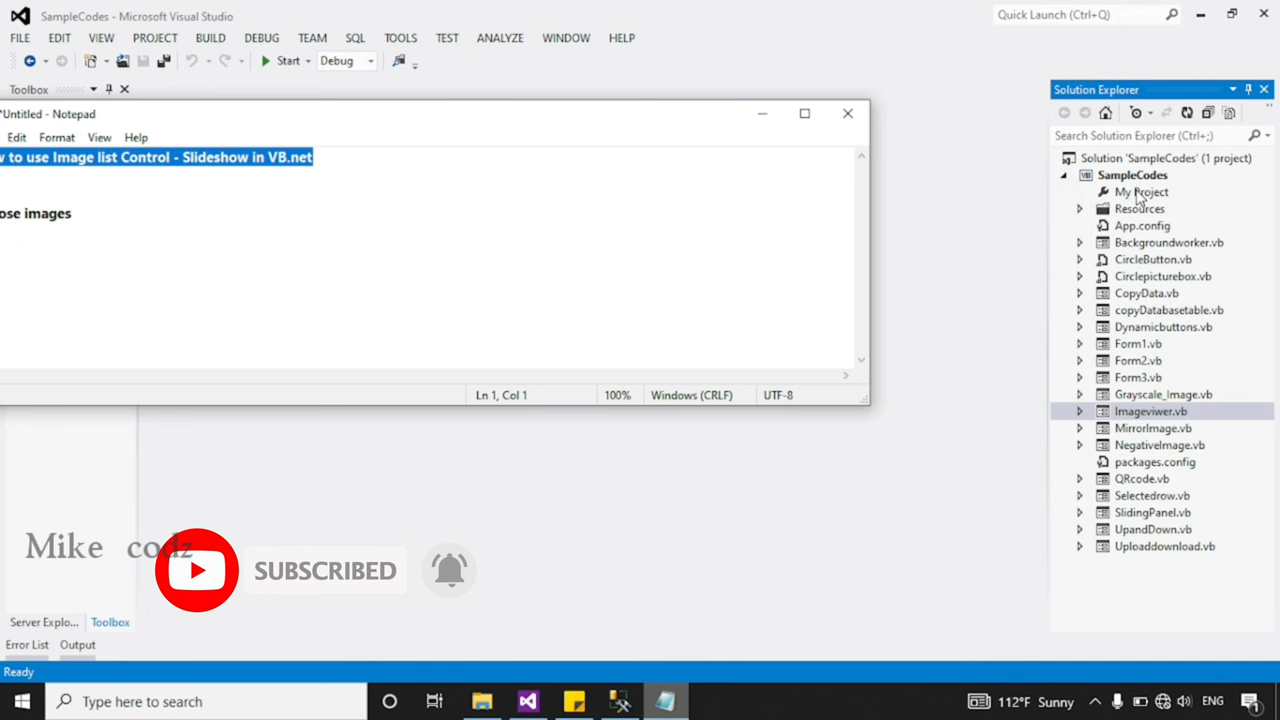 SampleCodes - Microsoft Visual Studio
Quick Launch (Ctrl+Q)
FILE EDIT VIEW PROJECT BUILD DEBUG TEAM SQL TOOLS TEST ANALYZE WINDOW HELP
Start Debug
Toolbox
*Untitled - Notepad
Edit Format View Help
w to use Image list Control - Slideshow in VB.net
ose images
Ln 1, Col 1 100% Windows (CRLF) UTF-8
Solution Explorer
Search Solution Explorer (Ctrl+;)
Solution 'SampleCodes' (1 project)
VB SampleCodes
My Project
Resources
App.config
Backgroundworker.vb
CircleButton.vb
Circlepicturebox.vb
CopyData.vb
copyDatabasetable.vb
Dynamicbuttons.vb
Form1.vb
Form2.vb
Form3.vb
Grayscale_Image.vb
Imageviwer.vb
MirrorImage.vb
NegativeImage.vb
packages.config
QRcode.vb
Selectedrow.vb
SlidingPanel.vb
UpandDown.vb
Uploaddownload.vb
Mike codz
SUBSCRIBED
Server Explo... Toolbox
Error List Output
Ready
Type here to search
112°F Sunny ENG 1